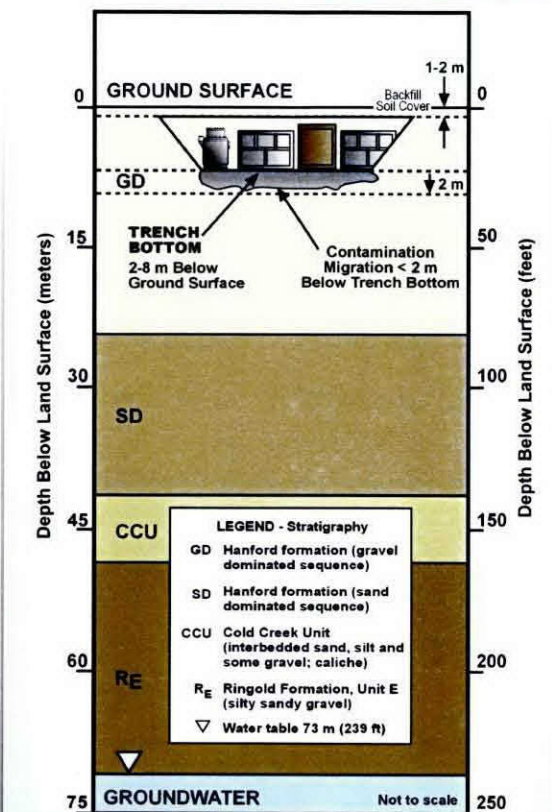 1-2 m
0 GROUND SURFACE Backfill 0
Soil Cover
GD
2 m
TRENCH
BOTTOM
2-8 m Below
Ground Surface
Contamination
Migration < 2 m
Below Trench Bottom
15
50
Depth Below Land Surface (meters)
Depth Below Land Surface (feet)
30
100
SD
45
150
CCU
LEGEND - Stratigraphy
GD Hanford formation (gravel
dominated sequence)
SD Hanford formation (sand
dominated sequence)
CCU Cold Creek Unit
(interbedded sand, silt and
some gravel; caliche)
RE Ringold Formation, Unit E
(silty sandy gravel)
Water table 73 m (239 ft)
60
200
RE
75 GROUNDWATER Not to scale 250